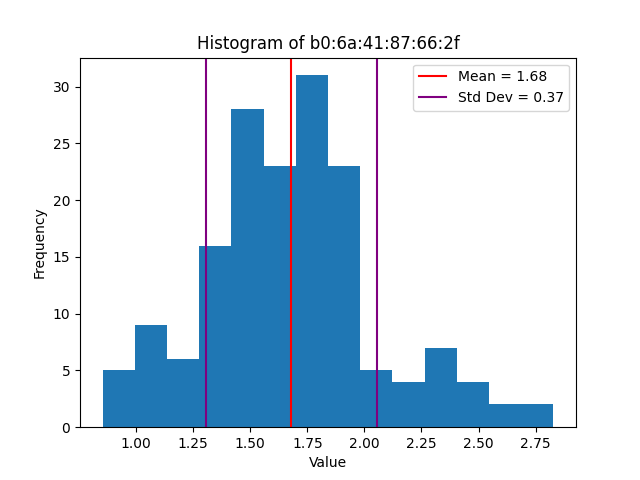 Histogram of b0:6a:41:87:66:2f
Mean = 1.68
Std Dev = 0.37
Frequency
30
25
20
15
10
5
0
1.00 1.25 1.50 1.75 2.00 2.25 2.50 2.75
Value